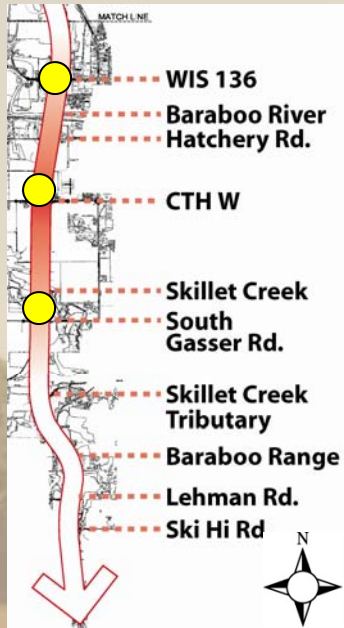 MATCH LINE
WIS 136
Baraboo River
Hatchery Rd.
CTH W
Skillet Creek
South
Gasser Rd.
Skillet Creek
Tributary
Baraboo Range
Lehman Rd.
Ski Hi Rd
N